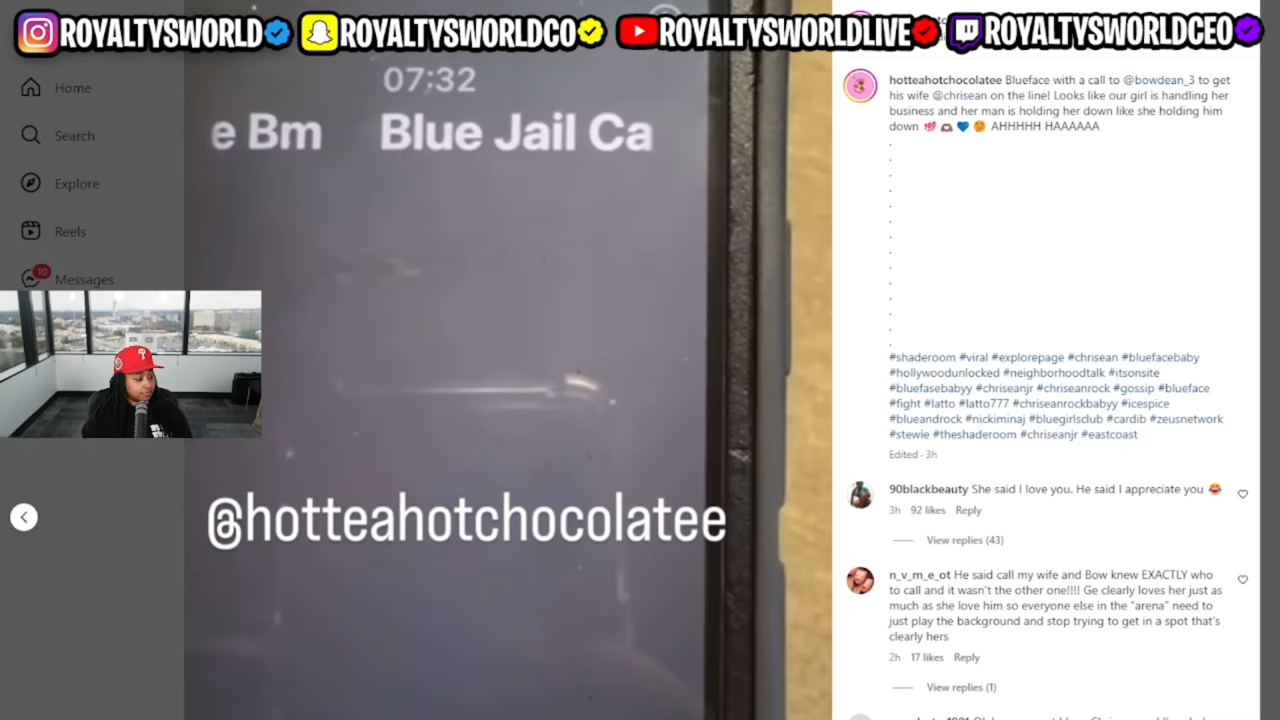 ROYALTYSWORLD ROYALTYSWORLDCO ROYALTYSWORLDLIVE ROYALTYSWORLDCEO
07:32
e Bm Blue Jail Ca
@hotteahotchocolatee
Home
Search
Explore
Reels
10
Messages
hotteahotchocolatee Blueface with a call to @bowdean_3 to get
his wife @chrisean on the line! Looks like our girl is handling her
business and her man is holding her down like she holding him
down 💯 🫶🏾 💙 🤭 AHHHHH HAAAAAA
.
.
.
.
.
.
.
.
.
.
.
.
.
.
#shaderoom #viral #explorepage #chrisean #bluefacebaby
#hollywoodunlocked #neighborhoodtalk #itsonsite
#bluefasebabyy #chriseanjr #chriseanrock #gossip #blueface
#fight #latto #latto777 #chriseanrockbabyy #icespice
#blueandrock #nickiminaj #bluegirlsclub #cardib #zeusnetwork
#stewie #theshaderoom #chriseanjr #eastcoast
Edited · 3h
90blackbeauty She said I love you. He said I appreciate you 😂
3h 92 likes Reply
View replies (43)
n_v_m_e_ot He said call my wife and Bow knew EXACTLY who
to call and it wasn't the other one!!!! Ge clearly loves her just as
much as she love him so everyone else in the "arena" need to
just play the background and stop trying to get in a spot that's
clearly hers
2h 17 likes Reply
View replies (1)